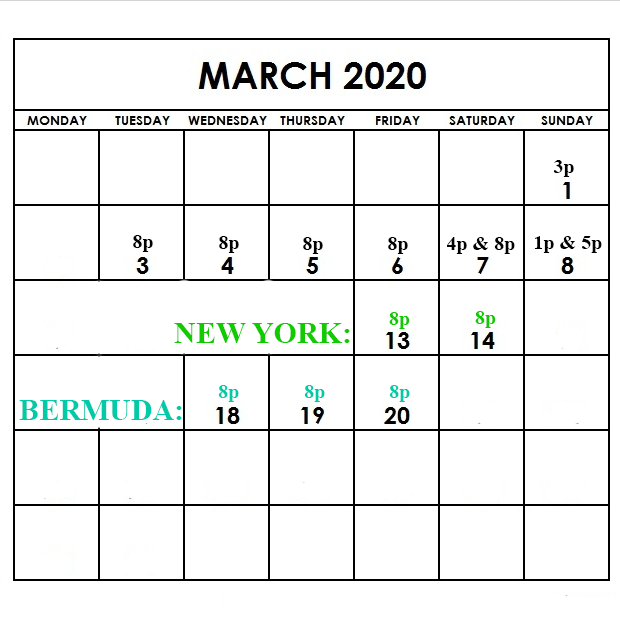 MARCH 2020
MONDAY TUESDAY WEDNESDAY THURSDAY FRIDAY SATURDAY SUNDAY
3p
1
8p 8p 8p 8p 4p & 8p 1p & 5p
3 4 5 6 7 8
NEW YORK: 8p 8p
13 14
BERMUDA: 8p 8p 8p
18 19 20